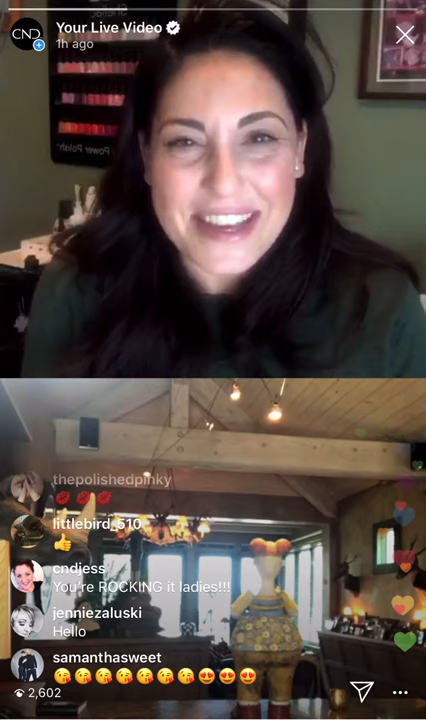 Shellac
CND
Your Live Video
1h ago
Power Polish
thepolishedpinky
💋💋💋
littlebird_510
👍
cndjess
You're ROCKING it ladies!!!
jenniezaluski
Hello
samanthasweet
😘😘😘😘😘😘😍😍😍
2,602